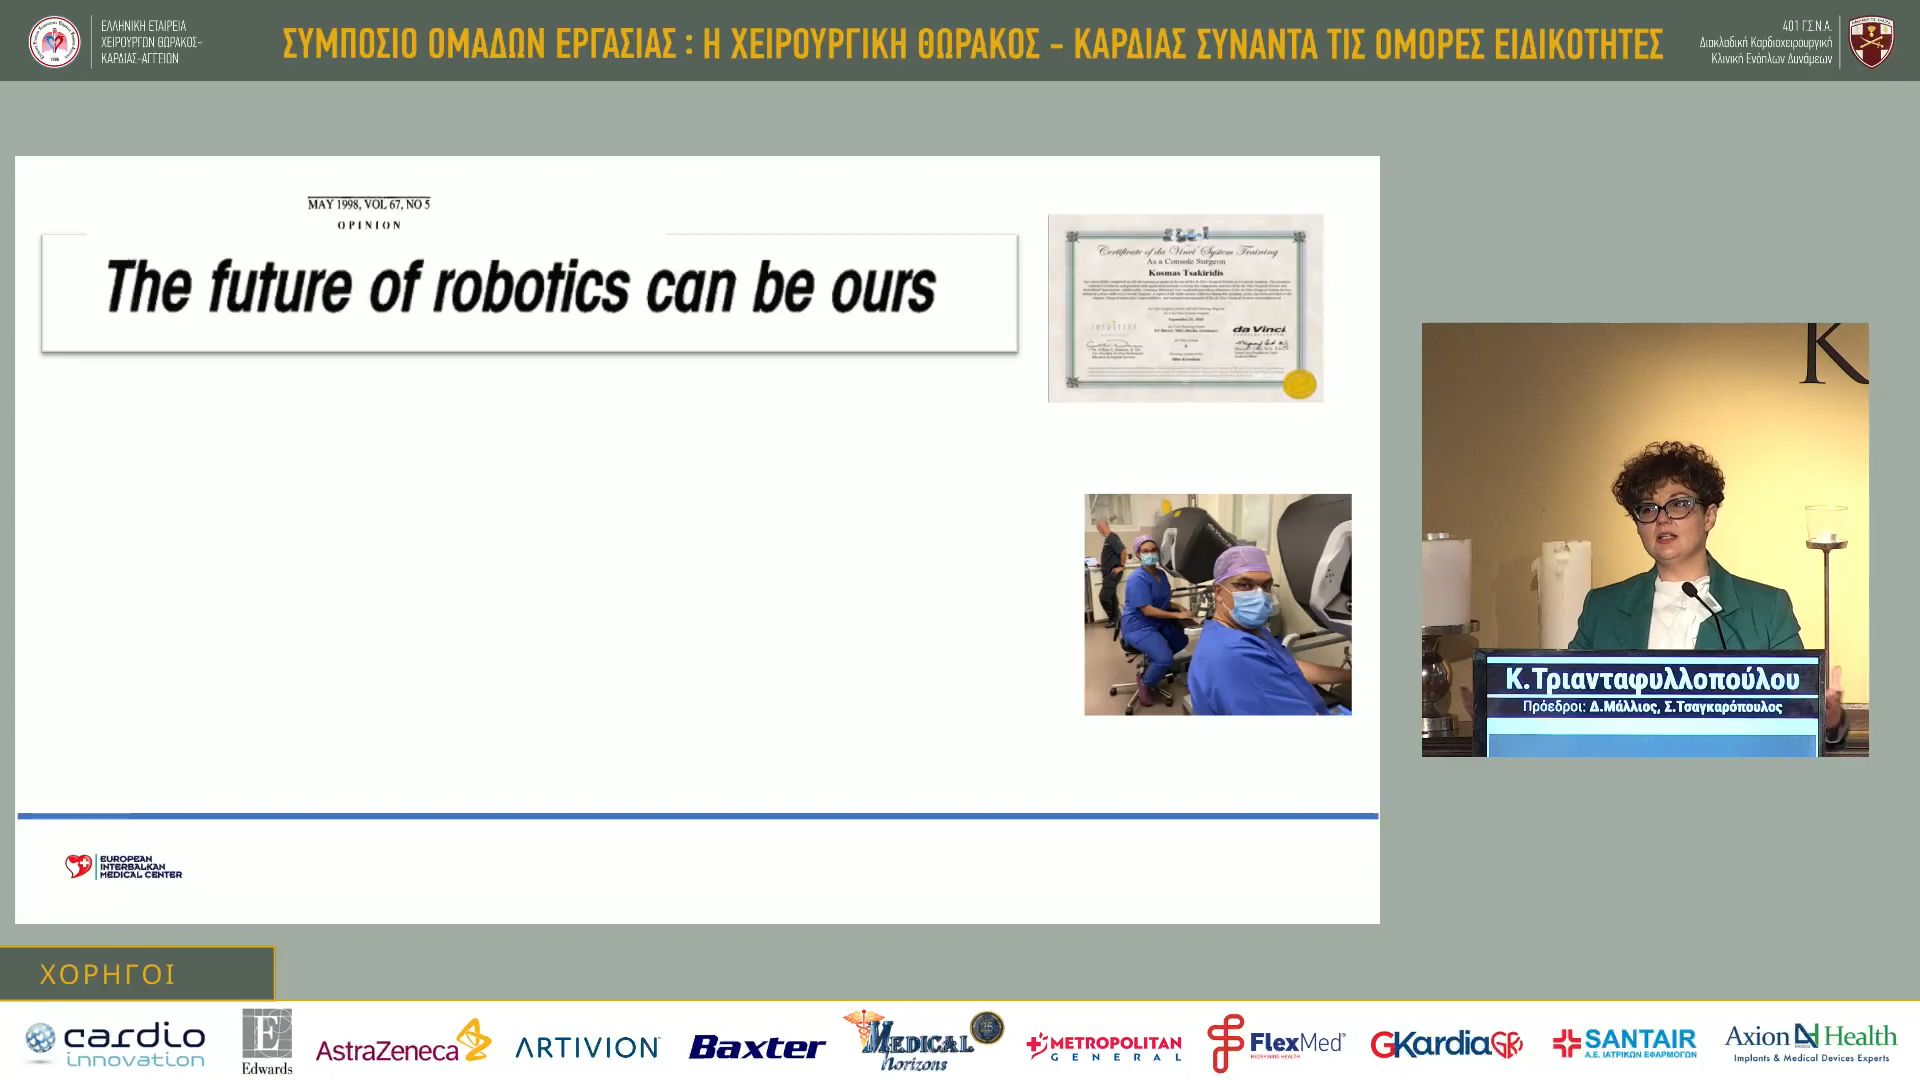 ΕΛΛΗΝΙΚΗ ΕΤΑΙΡΕΙΑ
ΧΕΙΡΟΥΡΓΩΝ ΘΩΡΑΚΟΣ-
ΚΑΡΔΙΑΣ-ΑΓΓΕΙΩΝ
ΣΥΜΠΟΣΙΟ ΟΜΑΔΩΝ ΕΡΓΑΣΙΑΣ : Η ΧΕΙΡΟΥΡΓΙΚΗ ΘΩΡΑΚΟΣ - ΚΑΡΔΙΑΣ ΣΥΝΑΝΤΑ ΤΙΣ ΟΜΟΡΕΣ ΕΙΔΙΚΟΤΗΤΕΣ
401 Γ.Σ.Ν.Α.
Διακλαδική Καρδιοχειρουργική
Κλινική Ενόπλων Δυνάμεων
MAY 1998, VOL 67, NO 5
OPINION
The future of robotics can be ours
Certificate of da Vinci System Training
As a Console Surgeon
Kosmas Tsakiridis
da Vinci
K
Κ.Τριανταφυλλοπούλου
Πρόεδροι: Δ.Μάλλιος, Σ.Τσαγκαρόπουλος
EUROPEAN
INTERBALKAN
MEDICAL CENTER
ΧΟΡΗΓΟΙ
cardio
innovation
E
Edwards
AstraZeneca
ARTIVION
Baxter
MEDICAL
Horizons
25
METROPOLITAN
GENERAL
FlexMed
REDEFINING HEALTH
GKardiaGR
SANTAIR
Α.Ε. ΙΑΤΡΙΚΩΝ ΕΦΑΡΜΟΓΩΝ
Axion Health
Implants & Medical Devices Experts